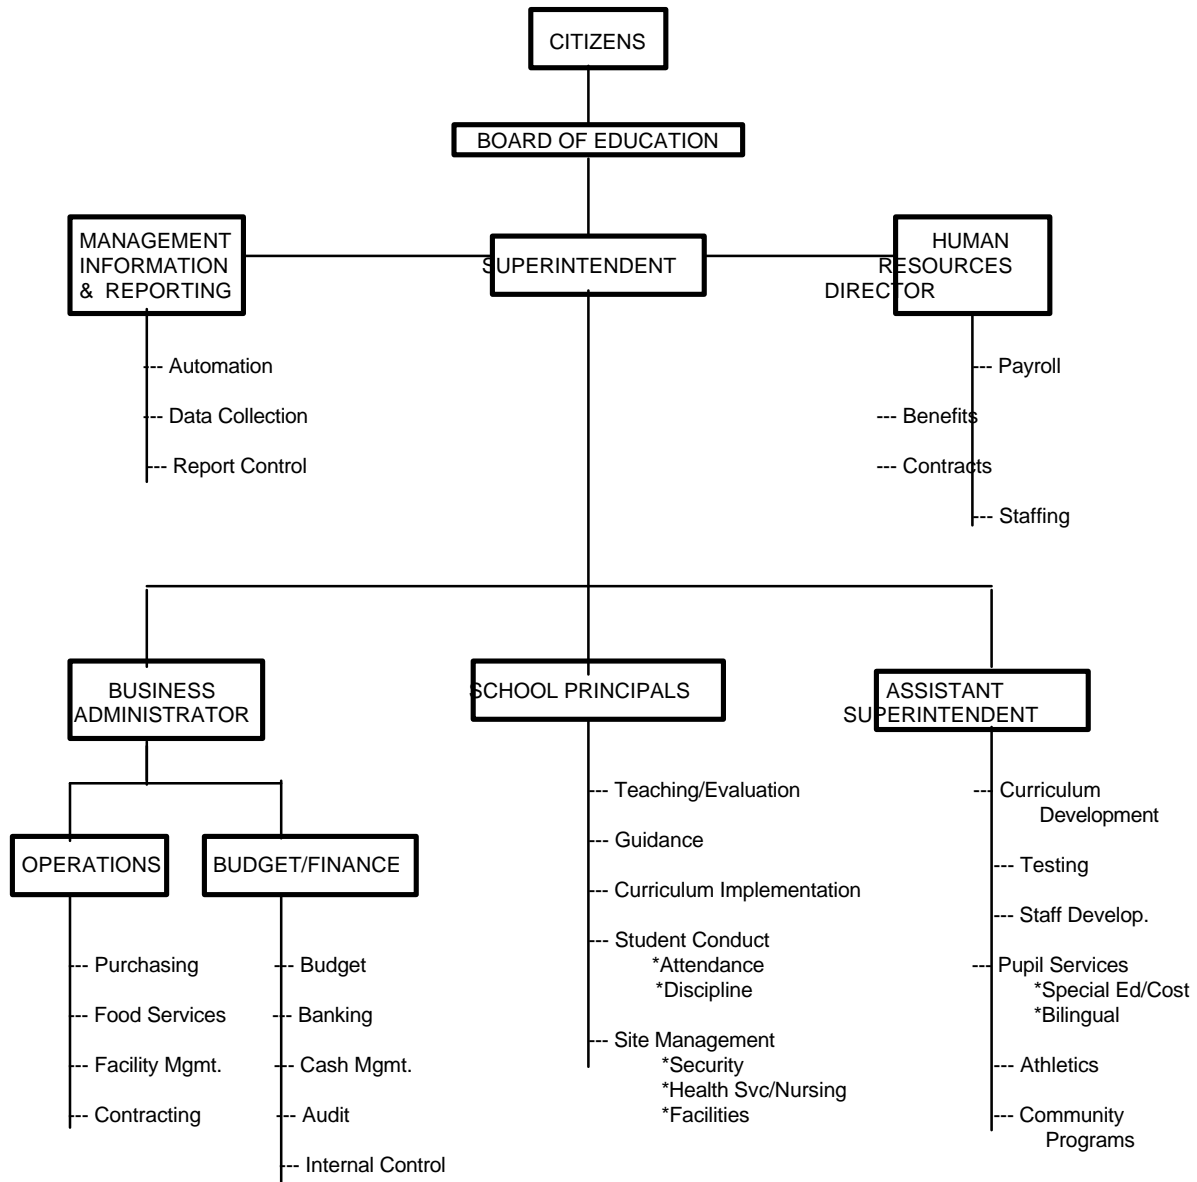 CITIZENS
BOARD OF EDUCATION
MANAGEMENT
INFORMATION
& REPORTING
SUPERINTENDENT
HUMAN
RESOURCES
DIRECTOR
--- Automation
--- Data Collection
--- Report Control
--- Payroll
--- Benefits
--- Contracts
--- Staffing
BUSINESS
ADMINISTRATOR
SCHOOL PRINCIPALS
ASSISTANT
SUPERINTENDENT
OPERATIONS
BUDGET/FINANCE
--- Purchasing
--- Food Services
--- Facility Mgmt.
--- Contracting
--- Budget
--- Banking
--- Cash Mgmt.
--- Audit
--- Internal Control
--- Teaching/Evaluation
--- Guidance
--- Curriculum Implementation
--- Student Conduct
*Attendance
*Discipline
--- Site Management
*Security
*Health Svc/Nursing
*Facilities
--- Curriculum
Development
--- Testing
--- Staff Develop.
--- Pupil Services
*Special Ed/Cost
*Bilingual
--- Athletics
--- Community
Programs